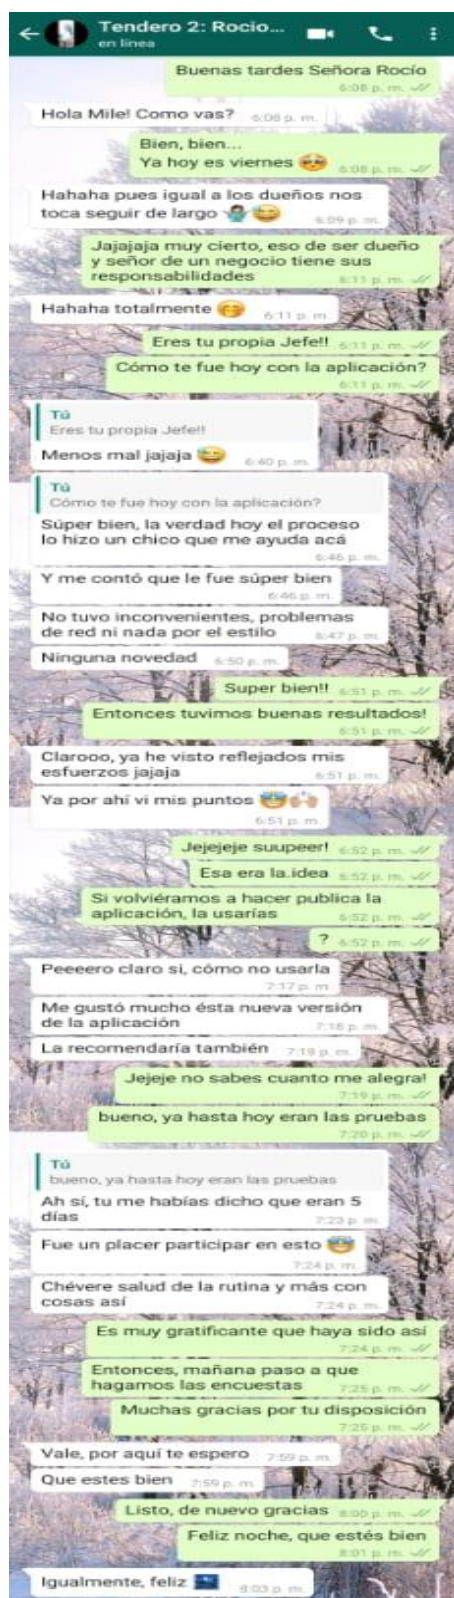 Tendero 2: Rocio...
en línea
Buenas tardes Señora Rocío
6:08 p. m.
Hola Mile! Como vas? 6:08 p. m.
Bien, bien...
Ya hoy es viernes 🥺 6:08 p. m.
Hahaha pues igual a los dueños nos
toca seguir de largo 🤷‍♀️😅 6:09 p. m.
Jajajaja muy cierto, eso de ser dueño
y señor de un negocio tiene sus
responsabilidades 6:11 p. m.
Hahaha totalmente 🤭 6:11 p. m.
Eres tu propia Jefe!! 6:11 p. m.
Cómo te fue hoy con la aplicación?
6:11 p. m.
Tú
Eres tu propia Jefe!!
Menos mal jajaja 😅 6:40 p. m.
Tú
Cómo te fue hoy con la aplicación?
Súper bien, la verdad hoy el proceso
lo hizo un chico que me ayuda acá
6:46 p. m.
Y me contó que le fue súper bien
6:46 p. m.
No tuvo inconvenientes, problemas
de red ni nada por el estilo 6:47 p. m.
Ninguna novedad 6:50 p. m.
Super bien!! 6:51 p. m.
Entonces tuvimos buenas resultados!
6:51 p. m.
Clarooo, ya he visto reflejados mis
esfuerzos jajaja 6:51 p. m.
Ya por ahí vi mis puntos 🤓🙌🏼
6:51 p. m.
Jejejeje suupeer! 6:52 p. m.
Esa era la.idea 6:52 p. m.
Si volviéramos a hacer publica la
aplicación, la usarías 6:52 p. m.
? 6:52 p. m.
Peeeero claro si, cómo no usarla
7:17 p. m.
Me gustó mucho ésta nueva versión
de la aplicación 7:18 p. m.
La recomendaría también 7:19 p. m.
Jejeje no sabes cuanto me alegra!
7:19 p. m.
bueno, ya hasta hoy eran las pruebas
7:20 p. m.
Tú
bueno, ya hasta hoy eran las pruebas
Ah sí, tu me habías dicho que eran 5
días 7:23 p. m.
Fue un placer participar en esto 🤓
7:24 p. m.
Chévere salud de la rutina y más con
cosas así 7:24 p. m.
Es muy gratificante que haya sido así
7:24 p. m.
Entonces, mañana paso a que
hagamos las encuestas 7:25 p. m.
Muchas gracias por tu disposición
7:25 p. m.
Vale, por aquí te espero 7:59 p. m.
Que estes bien 7:59 p. m.
Listo, de nuevo gracias 8:00 p. m.
Feliz noche, que estés bien
8:01 p. m.
Igualmente, feliz 🌃 8:03 p. m.